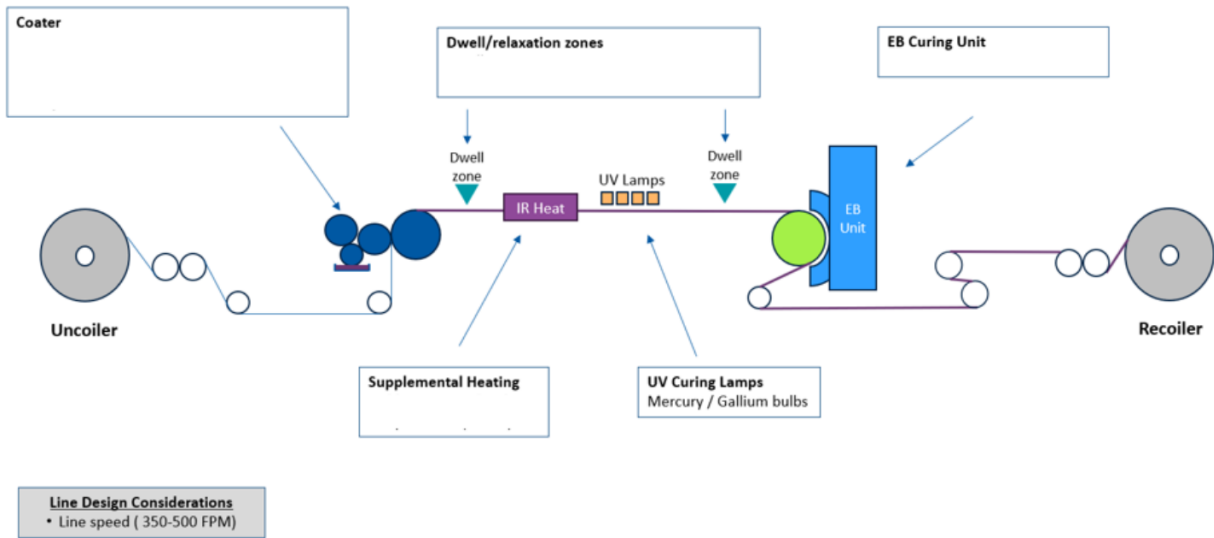 Coater
Dwell/relaxation zones
EB Curing Unit
Dwell
zone
IR Heat
UV Lamps
Dwell
zone
EB
Unit
Uncoiler
Recoiler
Supplemental Heating
UV Curing Lamps
Mercury / Gallium bulbs
Line Design Considerations
• Line speed ( 350-500 FPM)